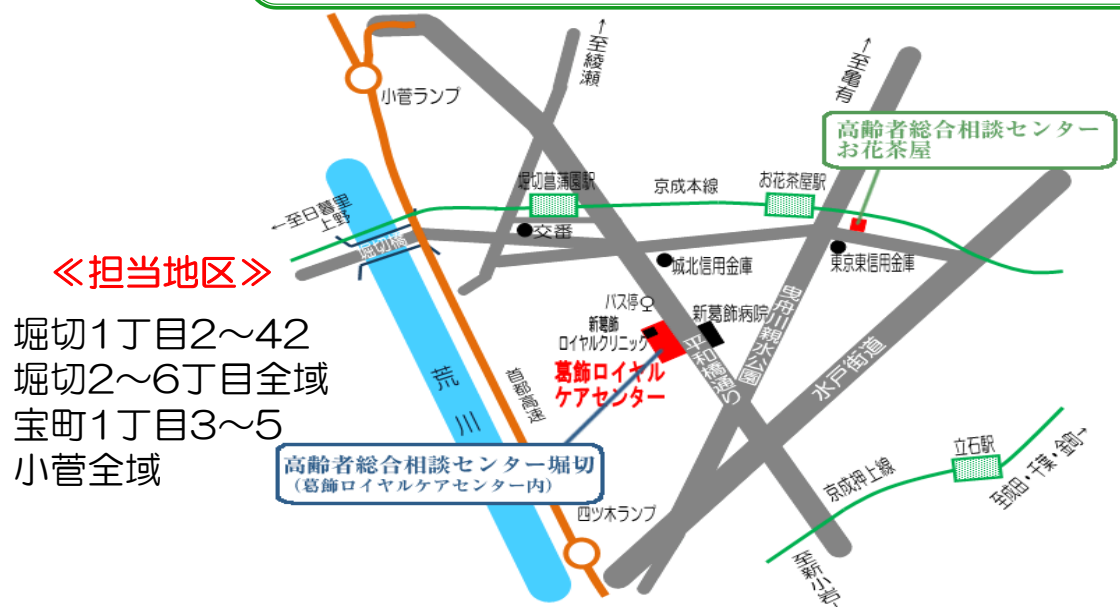 ←至綾瀬
←至亀有
小菅ランプ
高齢者総合相談センター
お花茶屋
堀切菖蒲園駅
京成本線
お花茶屋駅
←至日暮里
上野
堀切橋
交番
城北信用金庫
東京東信用金庫
≪担当地区≫
堀切1丁目2～42
堀切2～6丁目全域
宝町1丁目3～5
小菅全域
バス停
新葛飾病院
新葛飾
ロイヤルクリニック
葛飾ロイヤル
ケアセンター
平和橋通り
曳舟川親水公園
水戸街道
荒川
首都高速
高齢者総合相談センター堀切
（葛飾ロイヤルケアセンター内）
四ツ木ランプ
京成押上線
立石駅
至成田・千葉・金町→
至新小岩